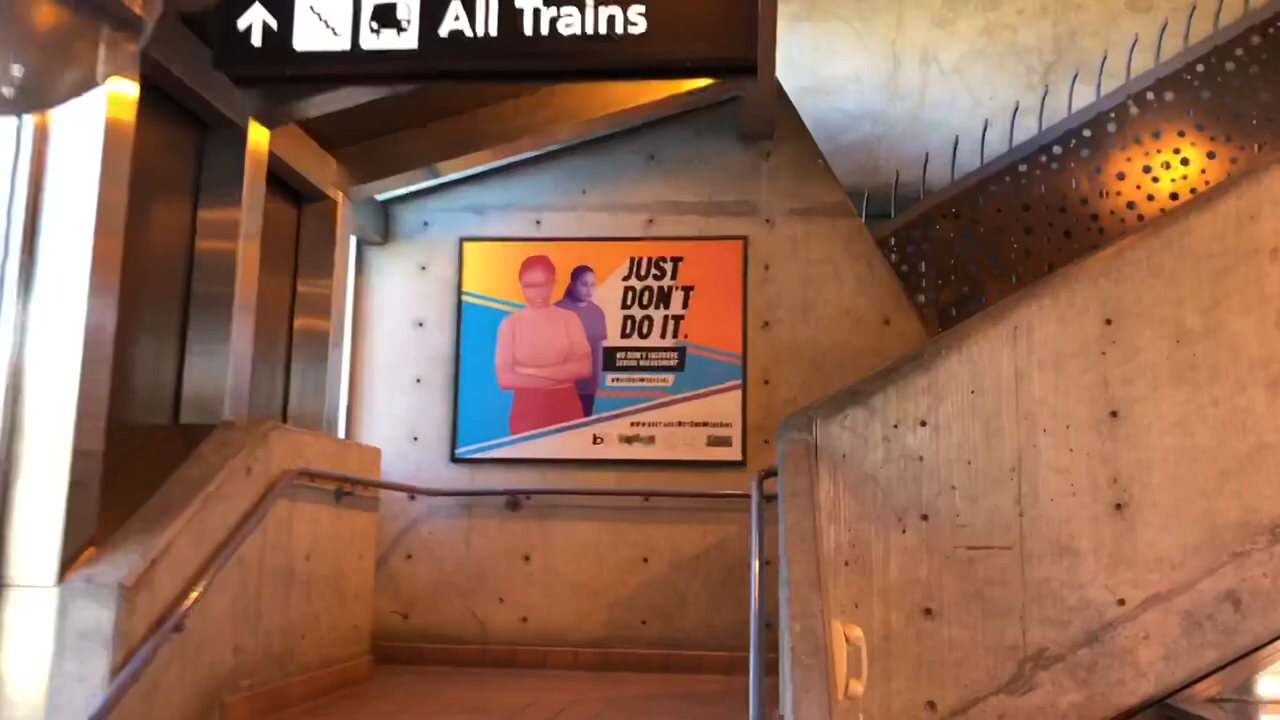 All Trains
JUST
DON'T
DO IT.
WE DON'T TOLERATE
SEXUAL HARASSMENT